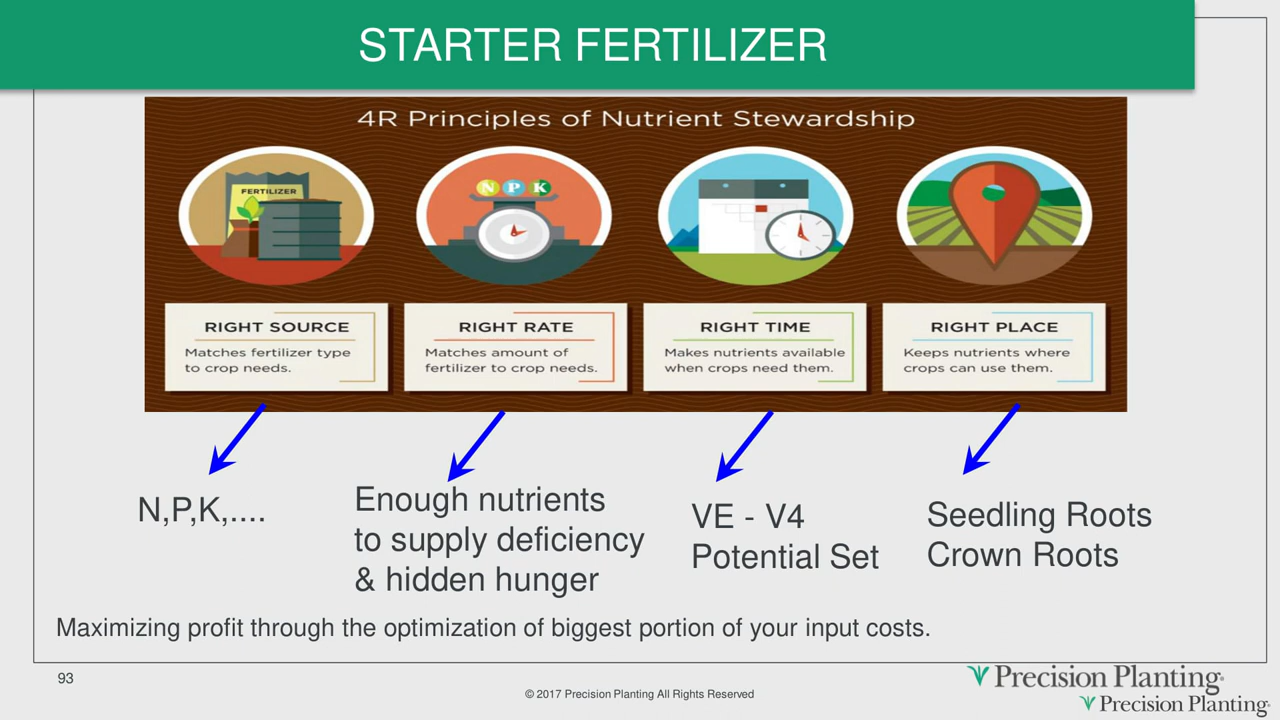 STARTER FERTILIZER
4R Principles of Nutrient Stewardship
FERTILIZER
N P K
RIGHT SOURCE
Matches fertilizer type
to crop needs.
RIGHT RATE
Matches amount of
fertilizer to crop needs.
RIGHT TIME
Makes nutrients available
when crops need them.
RIGHT PLACE
Keeps nutrients where
crops can use them.
N,P,K,....
Enough nutrients
to supply deficiency
& hidden hunger
VE - V4
Potential Set
Seedling Roots
Crown Roots
Maximizing profit through the optimization of biggest portion of your input costs.
93
© 2017 Precision Planting All Rights Reserved
Precision Planting®
Precision Planting®